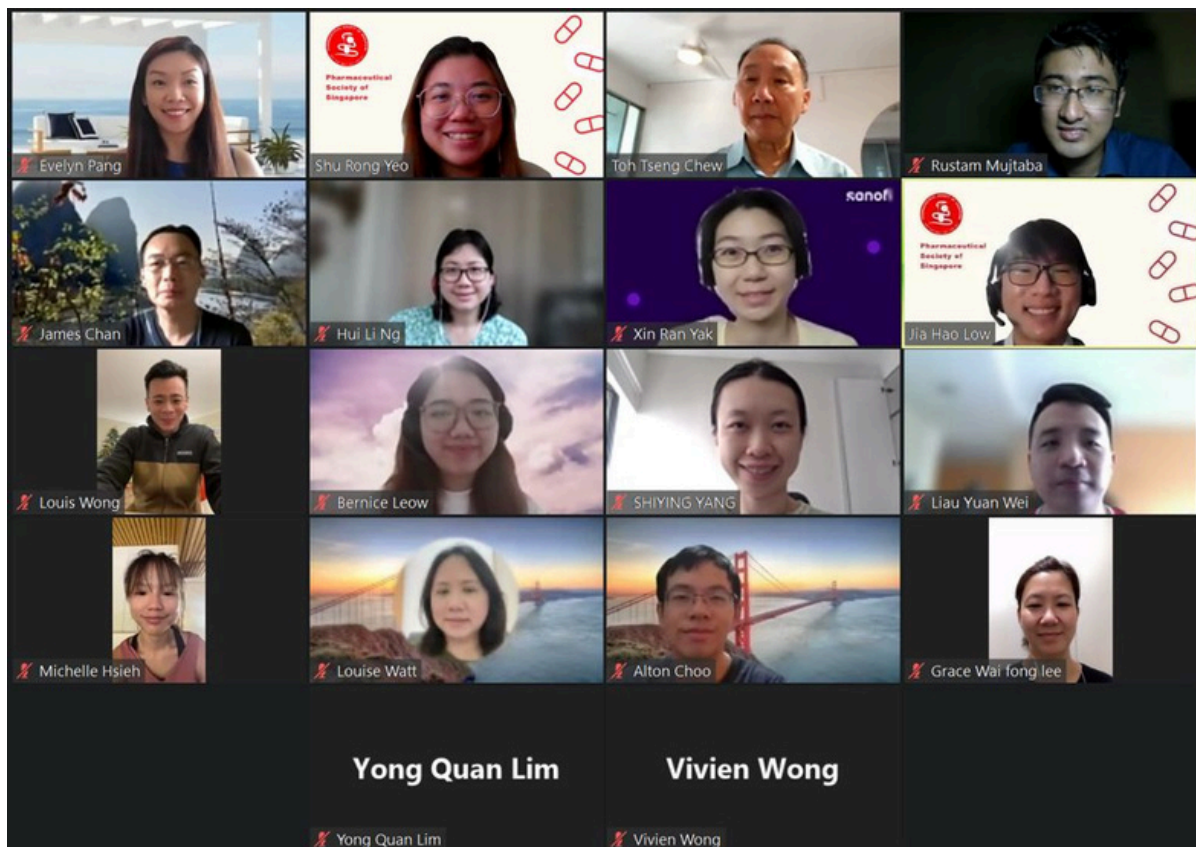 Pharmaceutical
Society of
Singapore
Evelyn Pang
Shu Rong Yeo
Toh Tseng Chew
Rustam Mujtaba
sanofi
Pharmaceutical
Society of
Singapore
James Chan
Hui Li Ng
Xin Ran Yak
Jia Hao Low
Louis Wong
Bernice Leow
SHIYING YANG
Liau Yuan Wei
Michelle Hsieh
Louise Watt
Alton Choo
Grace Wai fong lee
Yong Quan Lim
Vivien Wong
Yong Quan Lim
Vivien Wong